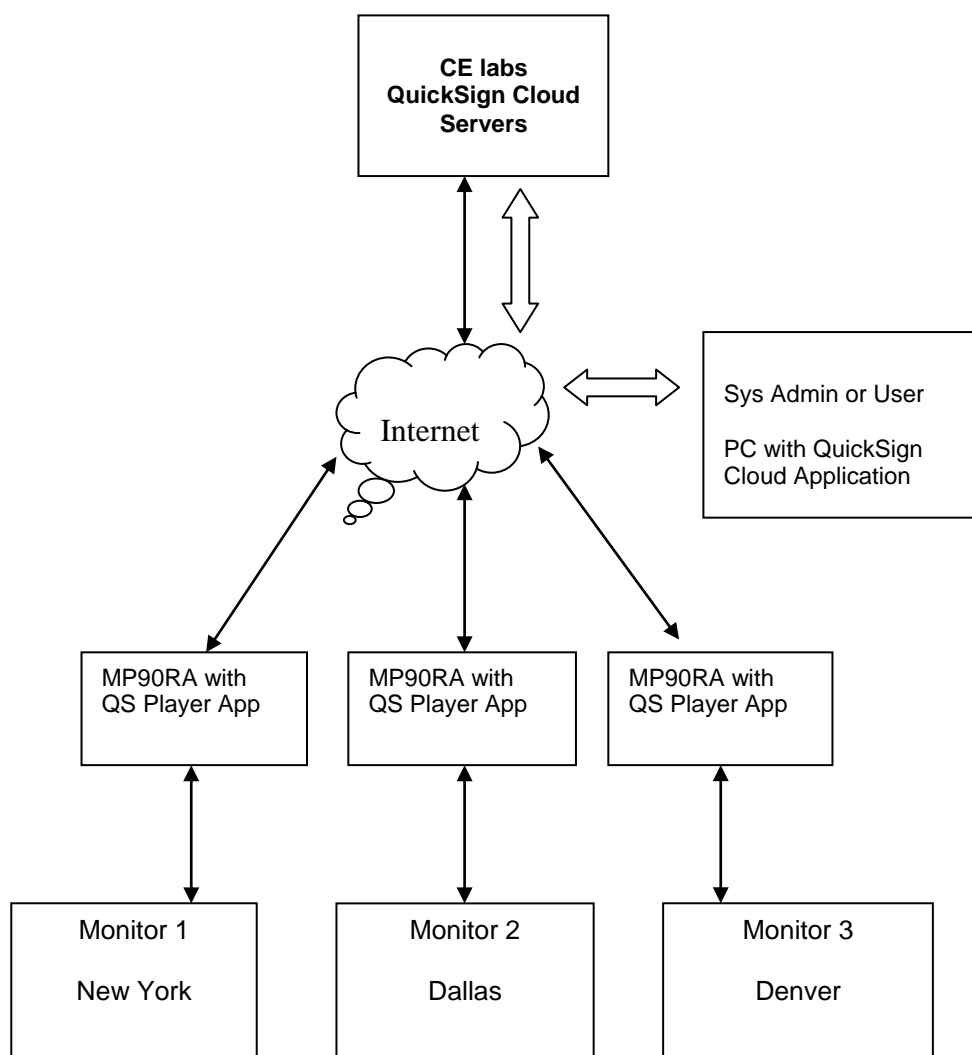 CE labs
QuickSign Cloud
Servers
Internet
Sys Admin or User
PC with QuickSign
Cloud Application
MP90RA with
QS Player App
MP90RA with
QS Player App
MP90RA with
QS Player App
Monitor 1
New York
Monitor 2
Dallas
Monitor 3
Denver